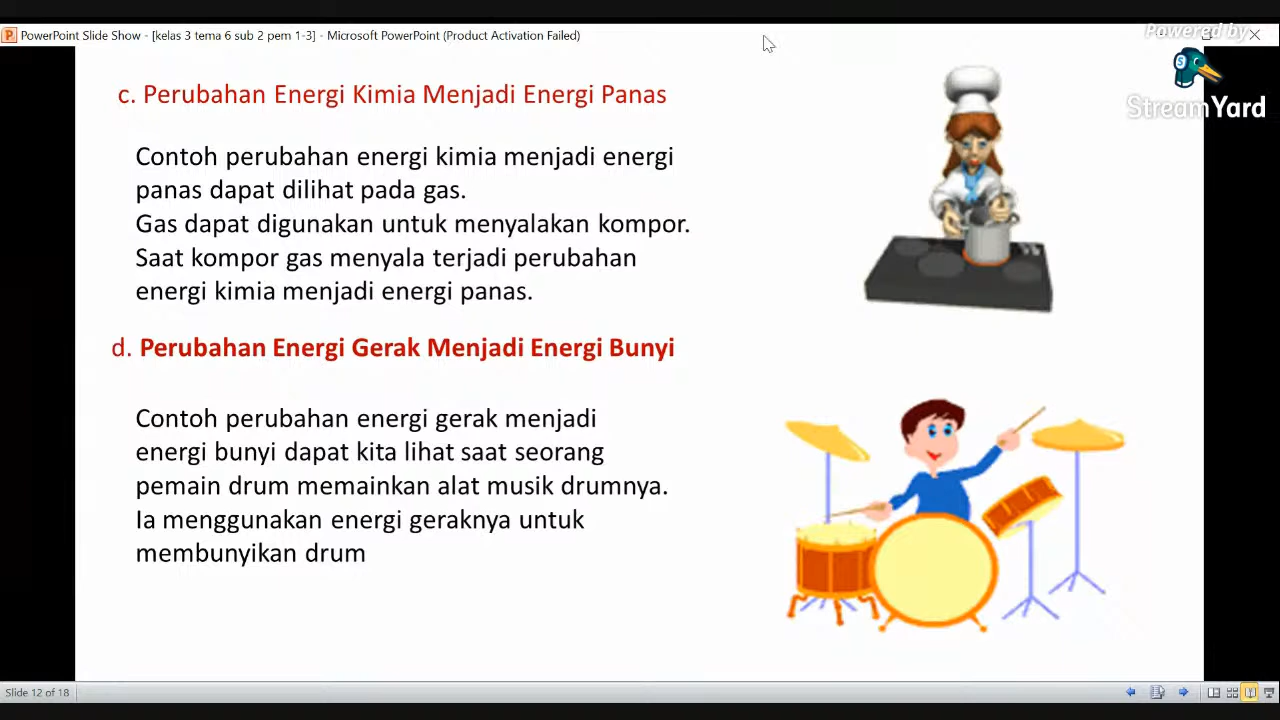 PowerPoint Slide Show - [kelas 3 tema 6 sub 2 pem 1-3] - Microsoft PowerPoint (Product Activation Failed)
Powered by
StreamYard
c. Perubahan Energi Kimia Menjadi Energi Panas
Contoh perubahan energi kimia menjadi energi
panas dapat dilihat pada gas.
Gas dapat digunakan untuk menyalakan kompor.
Saat kompor gas menyala terjadi perubahan
energi kimia menjadi energi panas.
d. Perubahan Energi Gerak Menjadi Energi Bunyi
Contoh perubahan energi gerak menjadi
energi bunyi dapat kita lihat saat seorang
pemain drum memainkan alat musik drumnya.
Ia menggunakan energi geraknya untuk
membunyikan drum
Slide 12 of 18